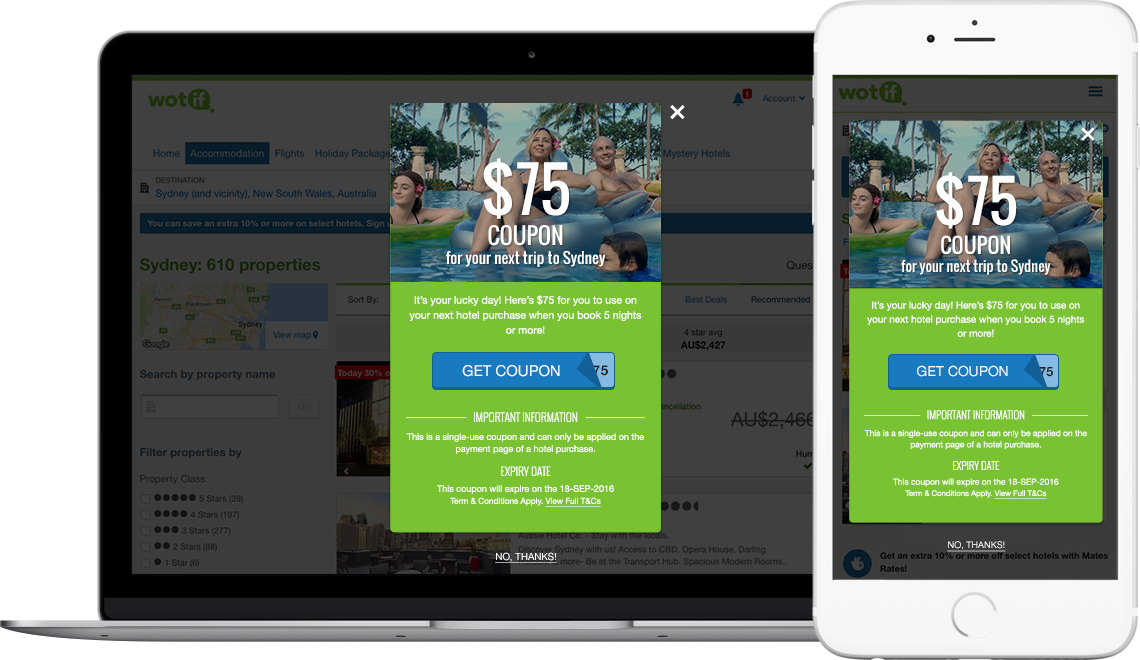 wotif.
1
Account
Home
Accommodation
Flights
Holiday Package
Mystery Hotels
DESTINATION
Sydney (and vicinity), New South Wales, Australia
You can save an extra 10% or more on select hotels. Sign u
Sydney: 610 properties
Ques
Sort By:
Best Deals
Recommended
Sydney
Google
View map
4 star avg
AU$2,427
Search by property name
Go
Today 30% o
ancellation
AU$2,466
Hum
Filter properties by
Property Class
5 Stars (39)
4 Stars (197)
3 Stars (277)
2 Stars (88)
1 Star (6)
Aussie Hotel Co. - Stay with the locals.
Discover Sydney with us! Access to CBD. Opera House, Darling
more- Be at the Transport Hub. Spacious Modern Rooms..
$75
COUPON
for your next trip to Sydney
It's your lucky day! Here's $75 for you to use on
your next hotel purchase when you book 5 nights
or more!
GET COUPON
75
IMPORTANT INFORMATION
This is a single-use coupon and can only be applied on the
payment page of a hotel purchase.
EXPIRY DATE
This coupon will expire on the 18-SEP-2016
Term & Conditions Apply. View Full T&Cs
NO, THANKS!
wotif.
$75
COUPON
for your next trip to Sydney
It's your lucky day! Here's $75 for you to use on
your next hotel purchase when you book 5 nights
or more!
GET COUPON
75
IMPORTANT INFORMATION
This is a single-use coupon and can only be applied on the
payment page of a hotel purchase.
EXPIRY DATE
This coupon will expire on the 18-SEP-2016
Term & Conditions Apply. View Full T&Cs
NO, THANKS!
Get an extra 10% or more off select hotels with Mates
Rates!